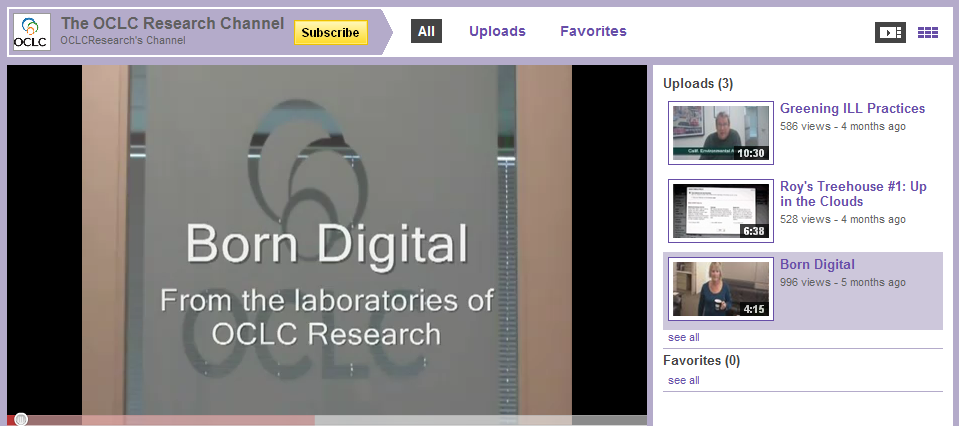 OCLC
The OCLC Research Channel
OCLCResearch's Channel
Subscribe
All
Uploads
Favorites
Born Digital
From the laboratories of
OCLC Research
OCLC
Uploads (3)
10:30
Greening ILL Practices
586 views - 4 months ago
6:38
Roy's Treehouse #1: Up
in the Clouds
528 views - 4 months ago
4:15
Born Digital
996 views - 5 months ago
see all
Favorites (0)
see all